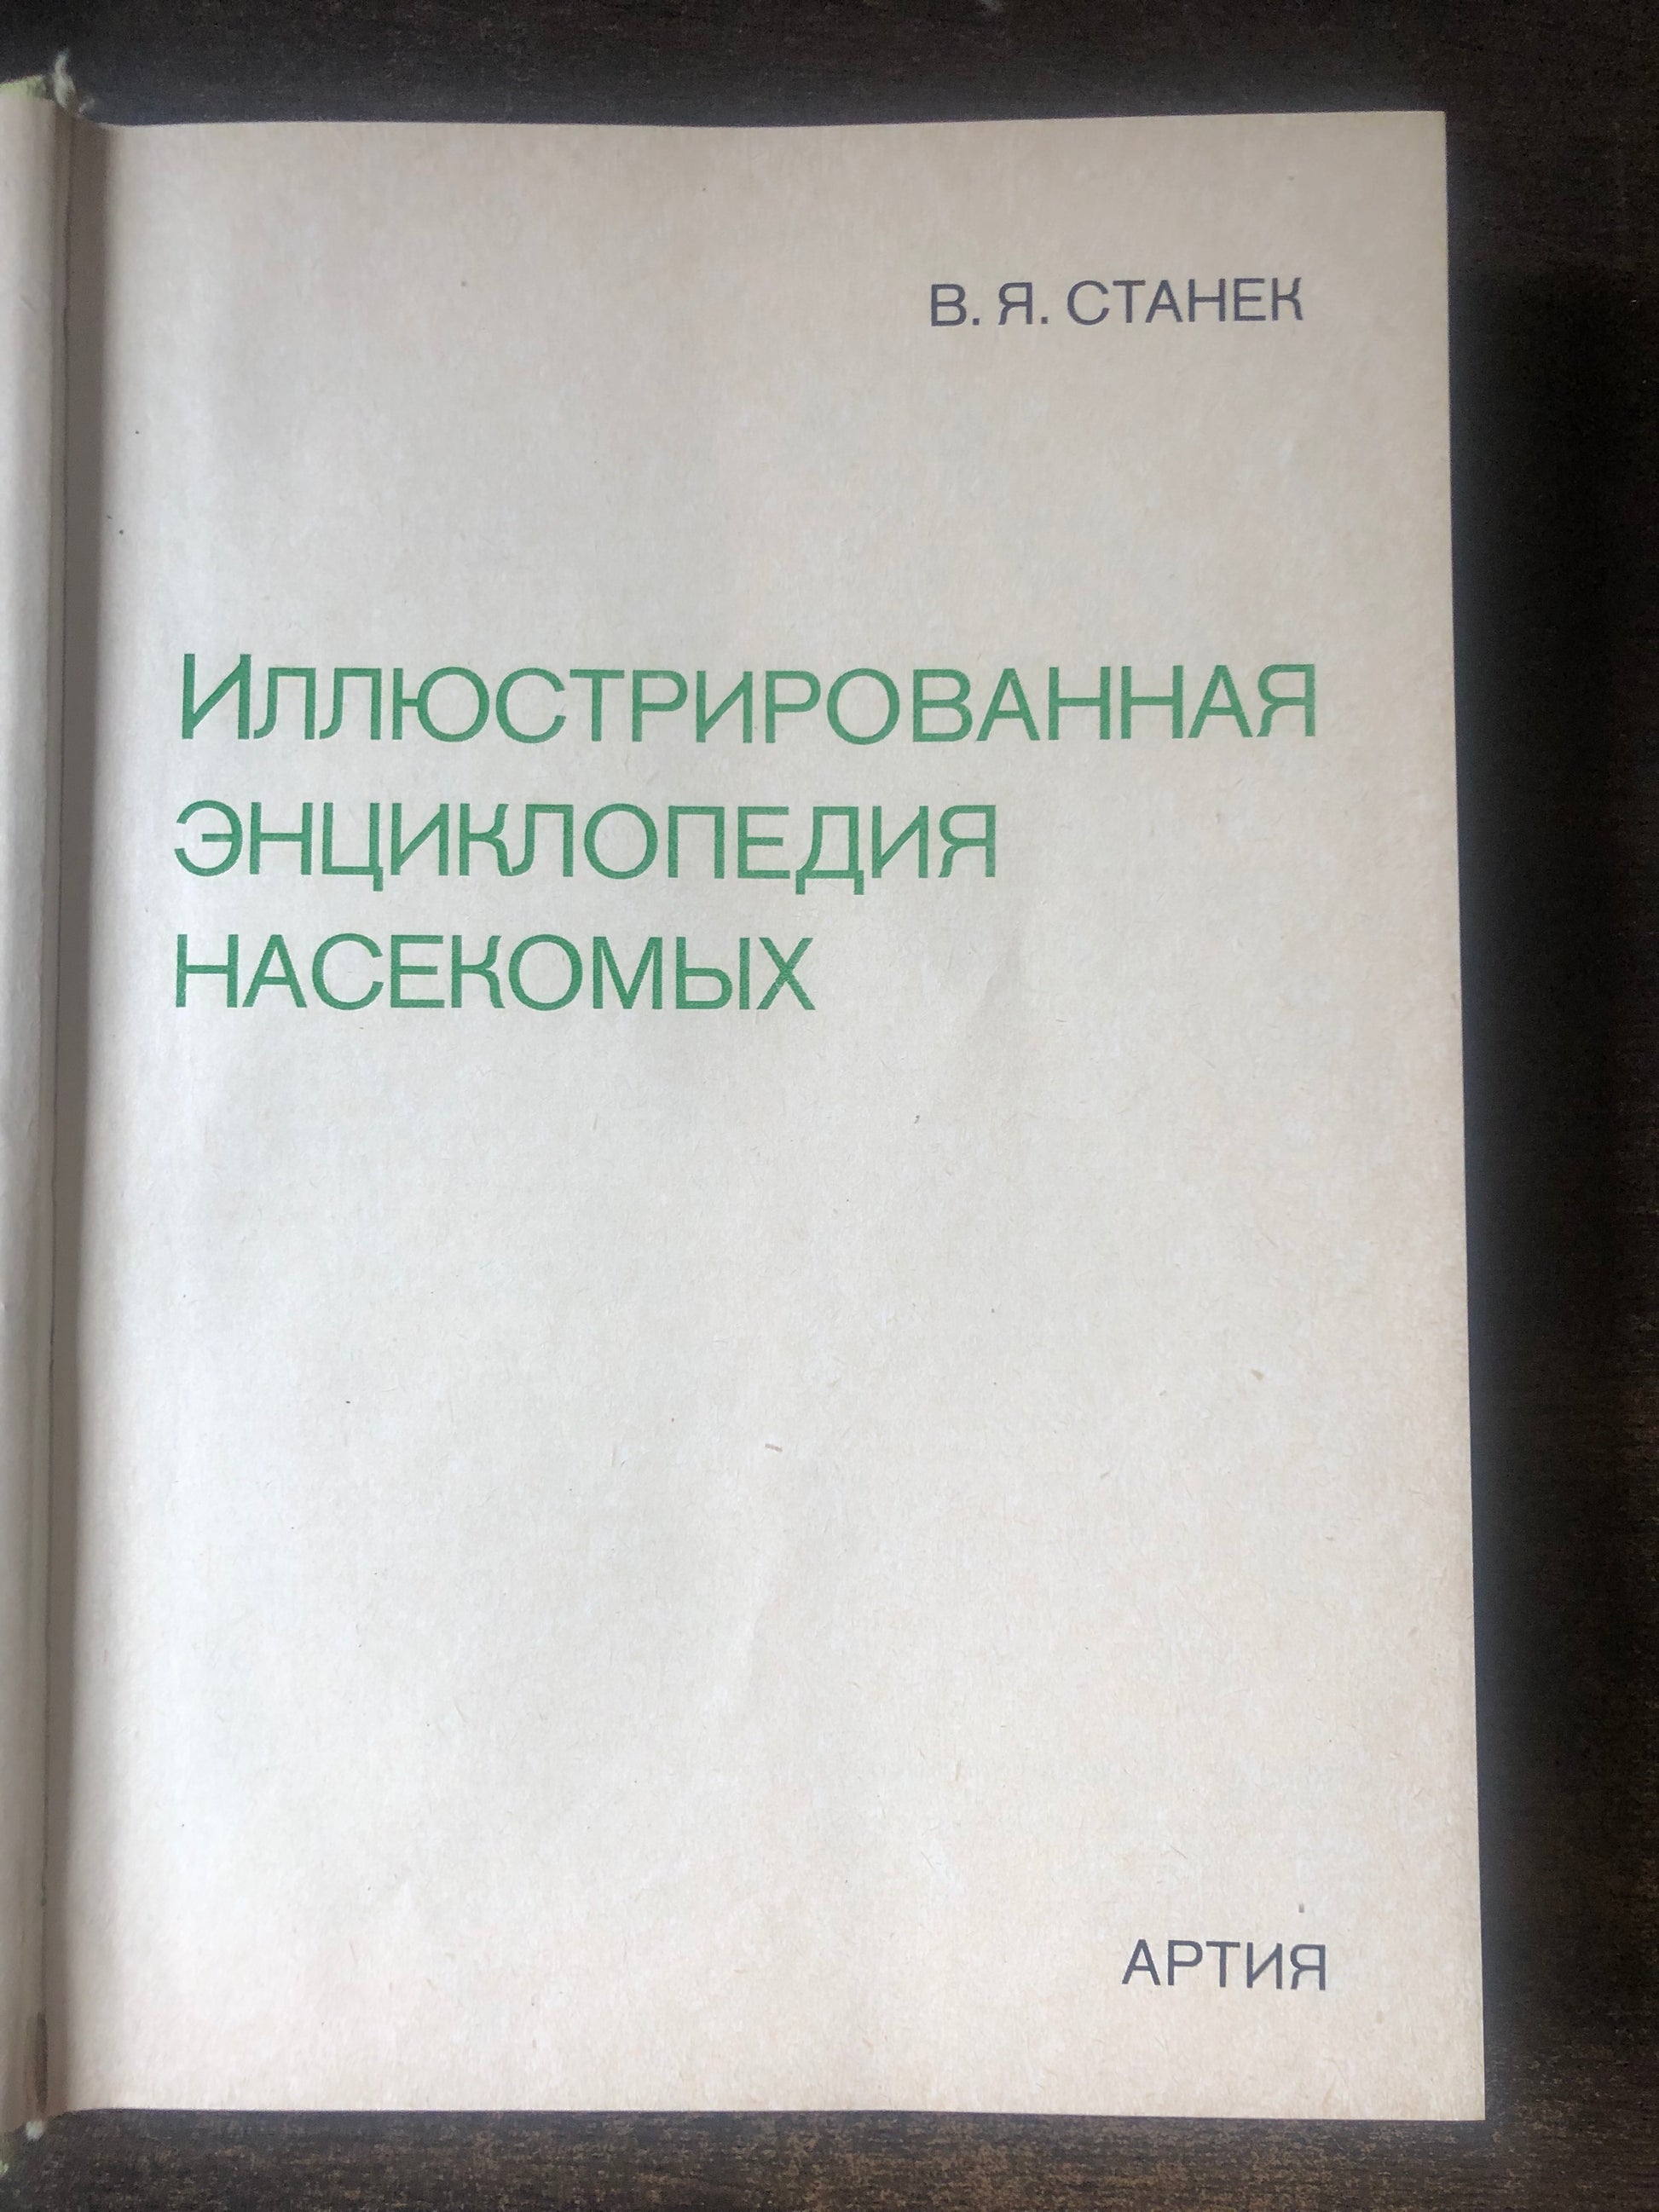 В. Я. СТАНЕК
ИЛЛЮСТРИРОВАННАЯ
ЭНЦИКЛОПЕДИЯ
НАСЕКОМЫХ
АРТИЯ